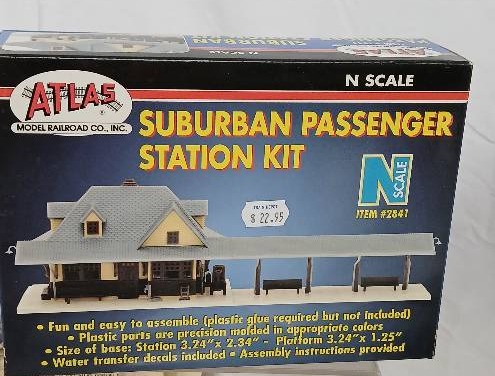 SUBURBAN
N SCALE
ATLAS
MODEL RAILROAD CO., INC.
SUBURBAN PASSENGER
STATION KIT
N SCALE
ITEM #2841
TRAIN DEPOT
$ 22.95
• Fun and easy to assemble (plastic glue required but not included)
• Plastic parts are precision molded in appropriate colors
• Size of base: Station 3.24"x 2.34" - Platform 3.24"x 1.25"
• Water transfer decals included • Assembly instructions provided